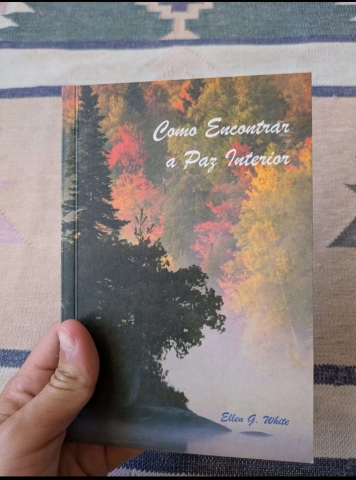 Como Encontrar
a Paz Interior
Ellen G. White